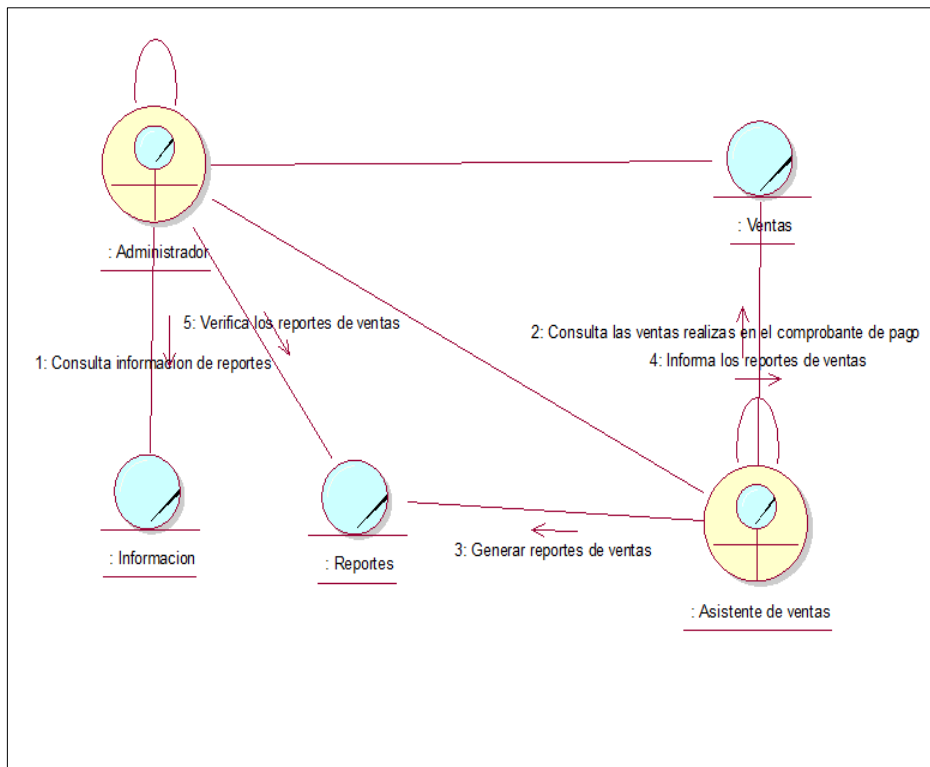 : Ventas
: Administrador
5: Verifica los reportes de ventas
2: Consulta las ventas realizas en el comprobante de pago
1: Consulta informacion de reportes
4: Informa los reportes de ventas
3: Generar reportes de ventas
: Informacion
: Reportes
: Asistente de ventas